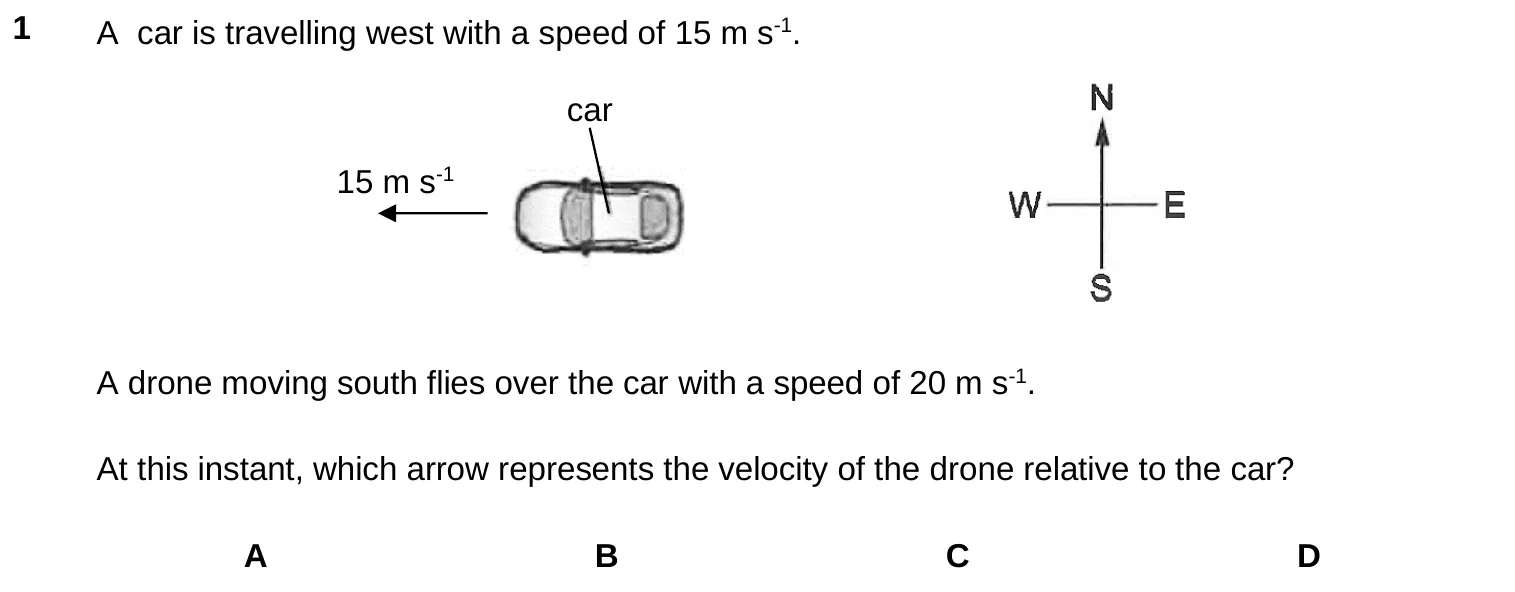 1 A car is travelling west with a speed of 15 m s⁻¹.
car
N
15 m s⁻¹
W E
S
A drone moving south flies over the car with a speed of 20 m s⁻¹.
At this instant, which arrow represents the velocity of the drone relative to the car?
A B C D